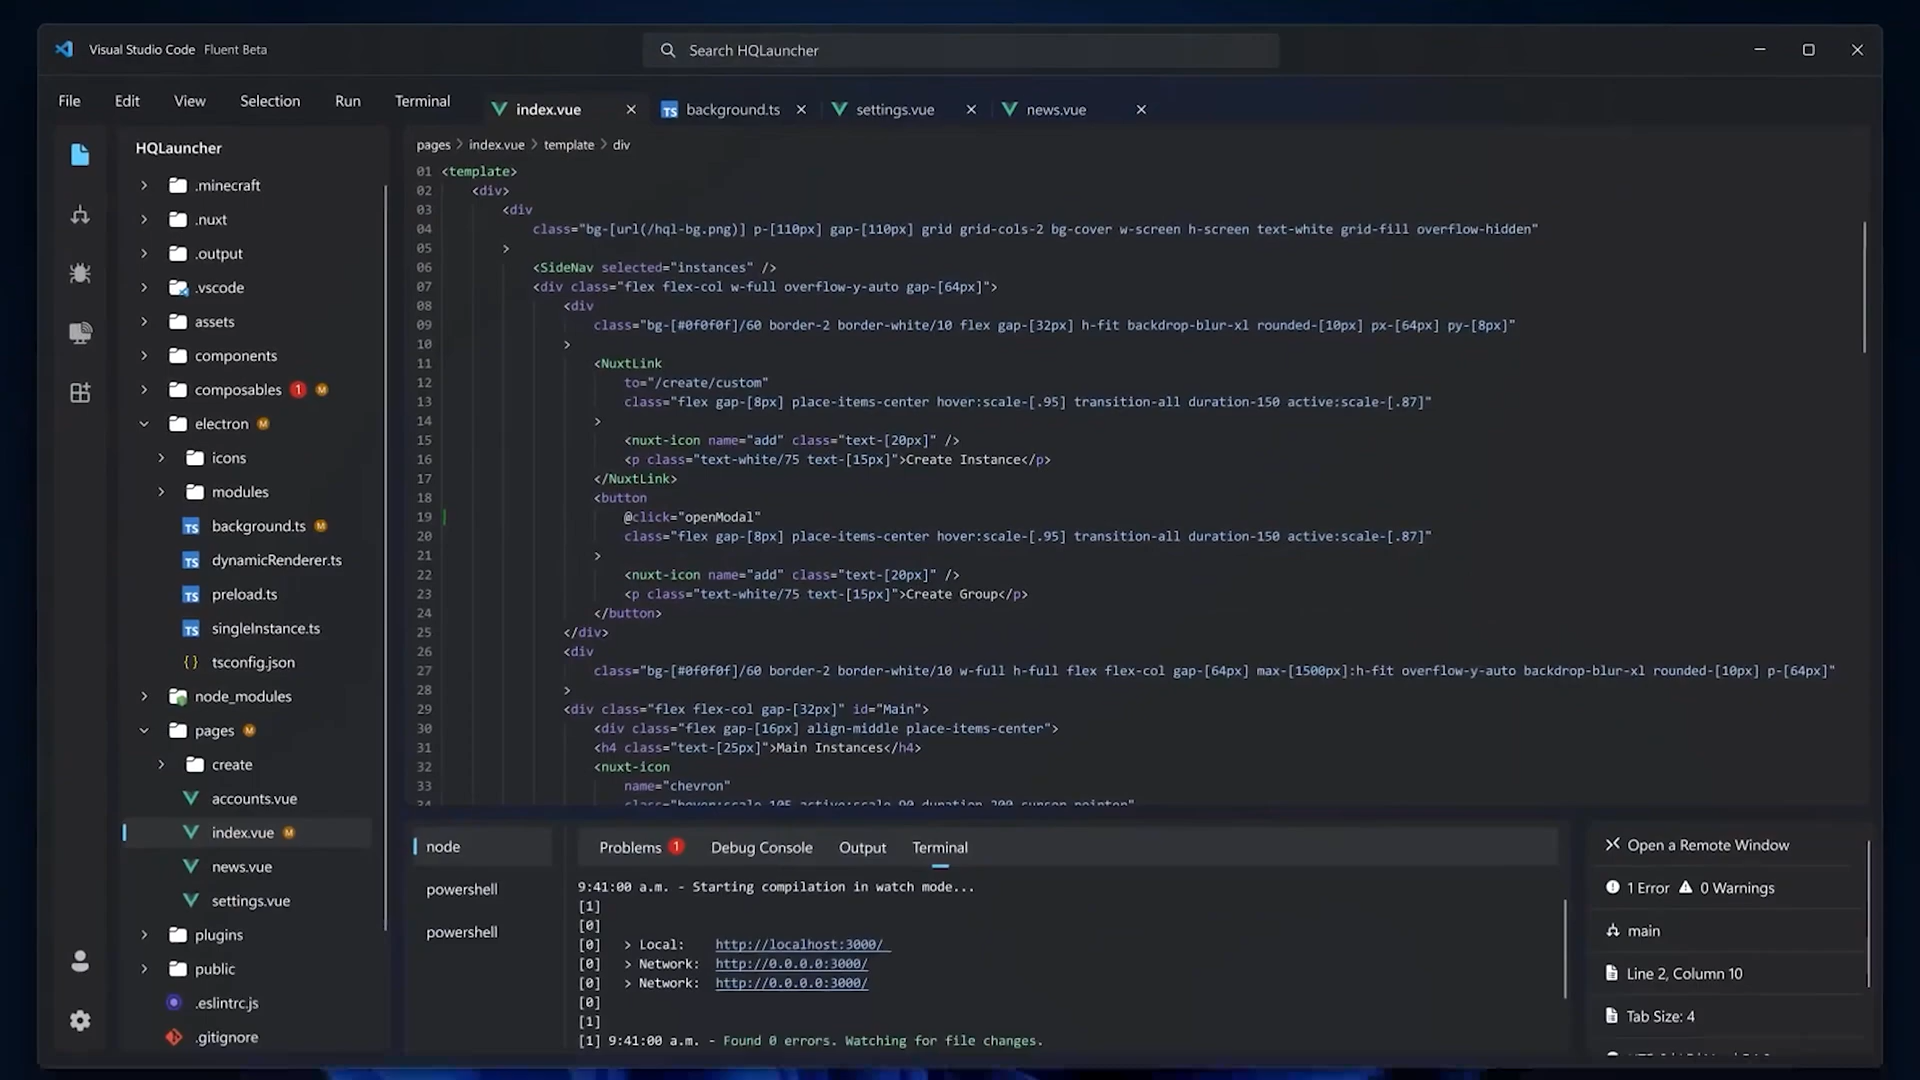 Visual Studio Code Fluent Beta
Search HQLauncher
File Edit View Selection Run Terminal
index.vue
TS background.ts
settings.vue
news.vue
HQLauncher
.minecraft
.nuxt
.output
.vscode
assets
components
composables 1 M
electron M
icons
modules
TS background.ts M
TS dynamicRenderer.ts
TS preload.ts
TS singleInstance.ts
{} tsconfig.json
node_modules
pages M
create
accounts.vue
index.vue M
news.vue
settings.vue
plugins
public
.eslintrc.js
.gitignore
pages > index.vue > template > div
01 <template>
02 <div>
03 <div
04 class="bg-[url(/hql-bg.png)] p-[110px] gap-[110px] grid grid-cols-2 bg-cover w-screen h-screen text-white grid-fill overflow-hidden"
05 >
06 <SideNav selected="instances" />
07 <div class="flex flex-col w-full overflow-y-auto gap-[64px]">
08 <div
09 class="bg-[#0f0f0f]/60 border-2 border-white/10 flex gap-[32px] h-fit backdrop-blur-xl rounded-[10px] px-[64px] py-[8px]"
10 >
11 <NuxtLink
12 to="/create/custom"
13 class="flex gap-[8px] place-items-center hover:scale-[.95] transition-all duration-150 active:scale-[.87]"
14 >
15 <nuxt-icon name="add" class="text-[20px]" />
16 <p class="text-white/75 text-[15px]">Create Instance</p>
17 </NuxtLink>
18 <button
19 @click="openModal"
20 class="flex gap-[8px] place-items-center hover:scale-[.95] transition-all duration-150 active:scale-[.87]"
21 >
22 <nuxt-icon name="add" class="text-[20px]" />
23 <p class="text-white/75 text-[15px]">Create Group</p>
24 </button>
25 </div>
26 <div
27 class="bg-[#0f0f0f]/60 border-2 border-white/10 w-full h-full flex flex-col gap-[64px] max-[1500px]:h-fit overflow-y-auto backdrop-blur-xl rounded-[10px] p-[64px]"
28 >
29 <div class="flex flex-col gap-[32px]" id="Main">
30 <div class="flex gap-[16px] align-middle place-items-center">
31 <h4 class="text-[25px]">Main Instances</h4>
32 <nuxt-icon
33 name="chevron"
node
powershell
powershell
Problems 1 Debug Console Output Terminal
9:41:00 a.m. - Starting compilation in watch mode...
[1]
[0]
[0] > Local: http://localhost:3000/
[0] > Network: http://0.0.0.0:3000/
[0] > Network: http://0.0.0.0:3000/
[0]
[1]
[1] 9:41:00 a.m. - Found 0 errors. Watching for file changes.
Open a Remote Window
1 Error 0 Warnings
main
Line 2, Column 10
Tab Size: 4